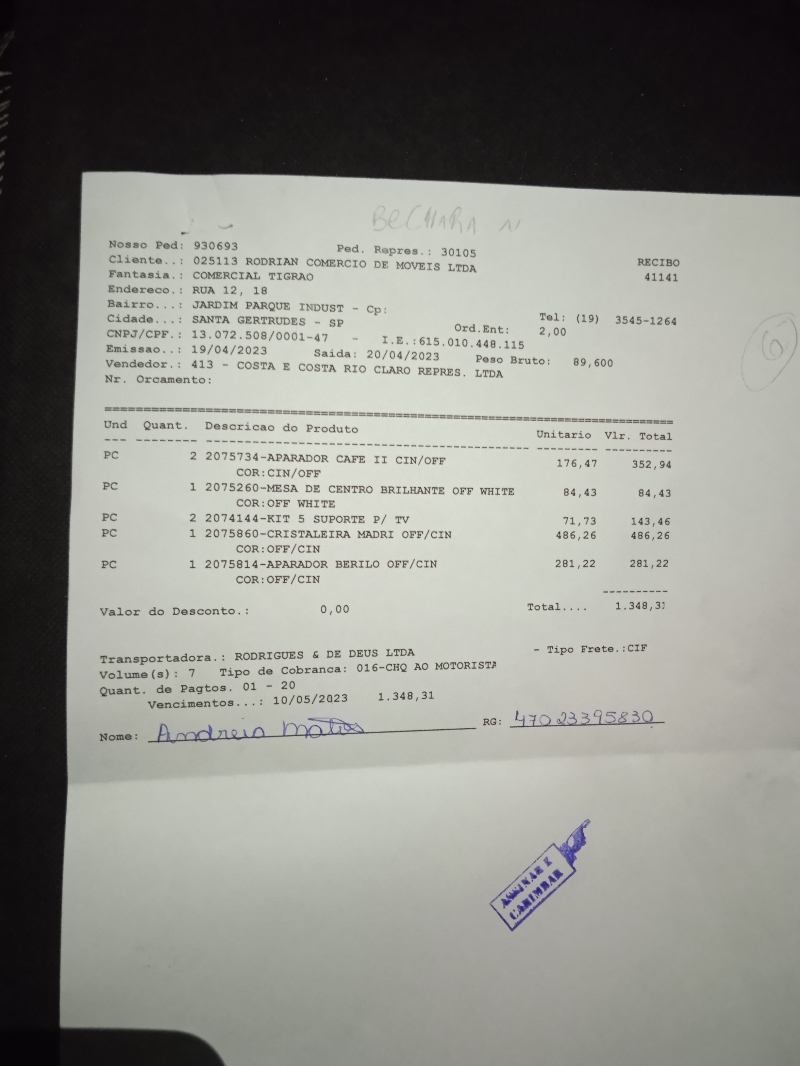 BECHARA
Nosso Ped: 930693 Ped. Repres.: 30105
Cliente..: 025113 RODRIAN COMERCIO DE MOVEIS LTDA RECIBO
Fantasia.: COMERCIAL TIGRAO 41141
Endereco.: RUA 12, 18
Bairro...: JARDIM PARQUE INDUST - Cp:
Cidade...: SANTA GERTRUDES - SP Tel: (19) 3545-1264
CNPJ/CPF.: 13.072.508/0001-47 - I.E.:615.010.448.115 Ord.Ent: 2,00
Emissao..: 19/04/2023 Saida: 20/04/2023 Peso Bruto: 89,600
Vendedor.: 413 - COSTA E COSTA RIO CLARO REPRES. LTDA
Nr. Orcamento:
Und Quant. Descricao do Produto Unitario Vlr. Total
PC 2 2075734-APARADOR CAFE II CIN/OFF 176,47 352,94
COR:CIN/OFF
PC 1 2075260-MESA DE CENTRO BRILHANTE OFF WHITE 84,43 84,43
COR:OFF WHITE
PC 2 2074144-KIT 5 SUPORTE P/ TV 71,73 143,46
PC 1 2075860-CRISTALEIRA MADRI OFF/CIN 486,26 486,26
COR:OFF/CIN
PC 1 2075814-APARADOR BERILO OFF/CIN 281,22 281,22
COR:OFF/CIN
Valor do Desconto.: 0,00 Total.... 1.348,31
Transportadora.: RODRIGUES & DE DEUS LTDA - Tipo Frete.:CIF
Volume(s): 7 Tipo de Cobranca: 016-CHQ AO MOTORISTA
Quant. de Pagtos. 01 - 20
Vencimentos...: 10/05/2023 1.348,31
Nome: Andreia Matos RG: 47023395830
ASSINAR E
CARIMBAR